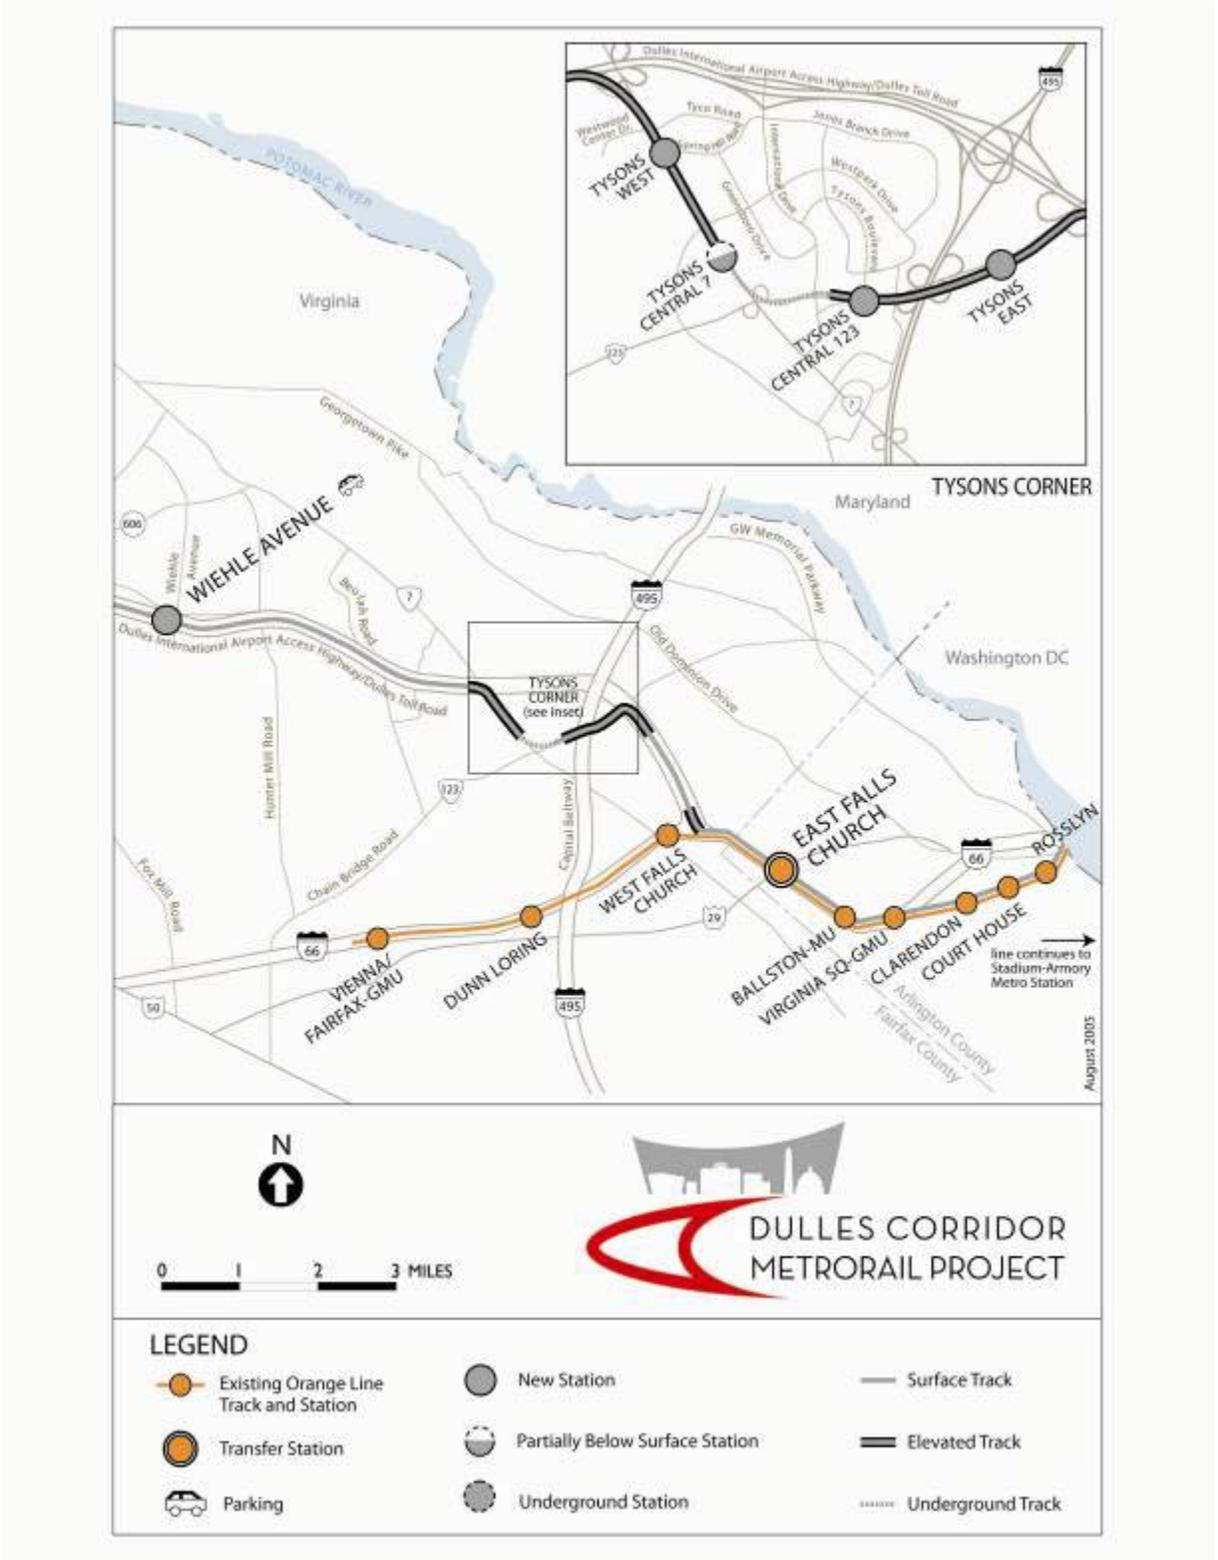 Dulles International Airport Access Highway/Dulles Toll Road
495
Tyco Road
Jones Branch Drive
Westwood
Center Dr.
Spring Hill Road
International Drive
Westpark Drive
Tysons Boulevard
Greensboro Drive
TYSONS
WEST
TYSONS
CENTRAL 7
TYSONS
CENTRAL 123
TYSONS
EAST
123
7
TYSONS CORNER
POTOMAC RIVER
Virginia
Maryland
Washington DC
Georgetown Pike
GW Memorial Parkway
606
Wiehle
Avenue
WIEHLE AVENUE
Beulah Road
7
495
Old Dominion Drive
Dulles International Airport Access Highway/Dulles Toll Road
TYSONS
CORNER
(see inset)
Hunter Mill Road
123
Capital Beltway
Chain Bridge Road
Fox Mill Road
EAST FALLS
CHURCH
ROSSLYN
66
WEST FALLS
CHURCH
29
66
VIENNA/
FAIRFAX-GMU
DUNN LORING
BALLSTON-MU
VIRGINIA SQ-GMU
CLARENDON
COURT HOUSE
line continues to
Stadium-Armory
Metro Station
50
495
Arlington County
Fairfax County
August 2005
N
0 1 2 3 MILES
DULLES CORRIDOR
METRORAIL PROJECT
LEGEND
Existing Orange Line
Track and Station
Transfer Station
Parking
New Station
Partially Below Surface Station
Underground Station
Surface Track
Elevated Track
Underground Track